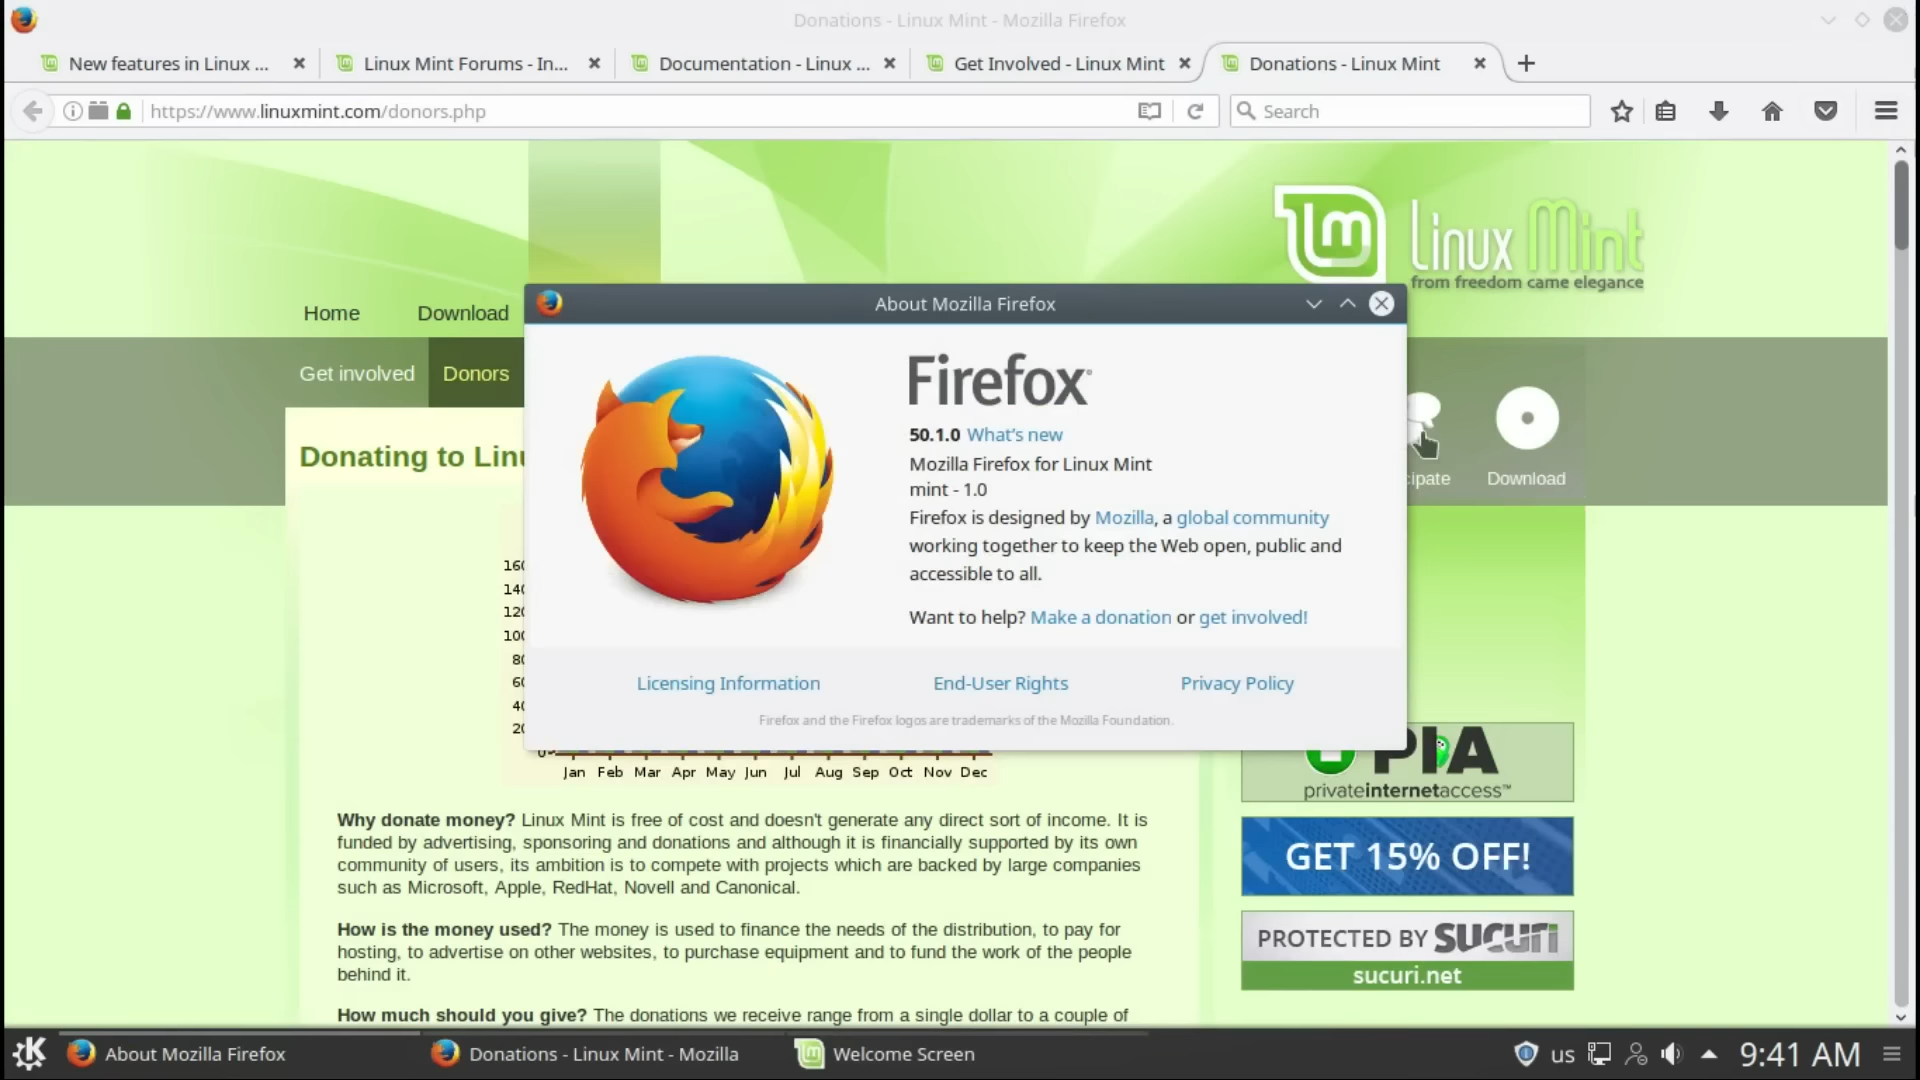 Donations - Linux Mint - Mozilla Firefox
New features in Linux ...
Linux Mint Forums - In...
Documentation - Linux ...
Get Involved - Linux Mint
Donations - Linux Mint
https://www.linuxmint.com/donors.php
Search
Linux Mint
from freedom came elegance
Home
Download
Get involved
Donors
cipate
Download
Donating to Linu
About Mozilla Firefox
Firefox
50.1.0 What's new
Mozilla Firefox for Linux Mint
mint - 1.0
Firefox is designed by Mozilla, a global community
working together to keep the Web open, public and
accessible to all.
Want to help? Make a donation or get involved!
Licensing Information
End-User Rights
Privacy Policy
Firefox and the Firefox logos are trademarks of the Mozilla Foundation.
Jan Feb Mar Apr May Jun Jul Aug Sep Oct Nov Dec
Why donate money? Linux Mint is free of cost and doesn't generate any direct sort of income. It is
funded by advertising, sponsoring and donations and although it is financially supported by its own
community of users, its ambition is to compete with projects which are backed by large companies
such as Microsoft, Apple, RedHat, Novell and Canonical.
How is the money used? The money is used to finance the needs of the distribution, to pay for
hosting, to advertise on other websites, to purchase equipment and to fund the work of the people
behind it.
How much should you give? The donations we receive range from a single dollar to a couple of
PIA
privateinternetaccess™
GET 15% OFF!
PROTECTED BY SUCURI
sucuri.net
About Mozilla Firefox
Donations - Linux Mint - Mozilla
Welcome Screen
us
9:41 AM